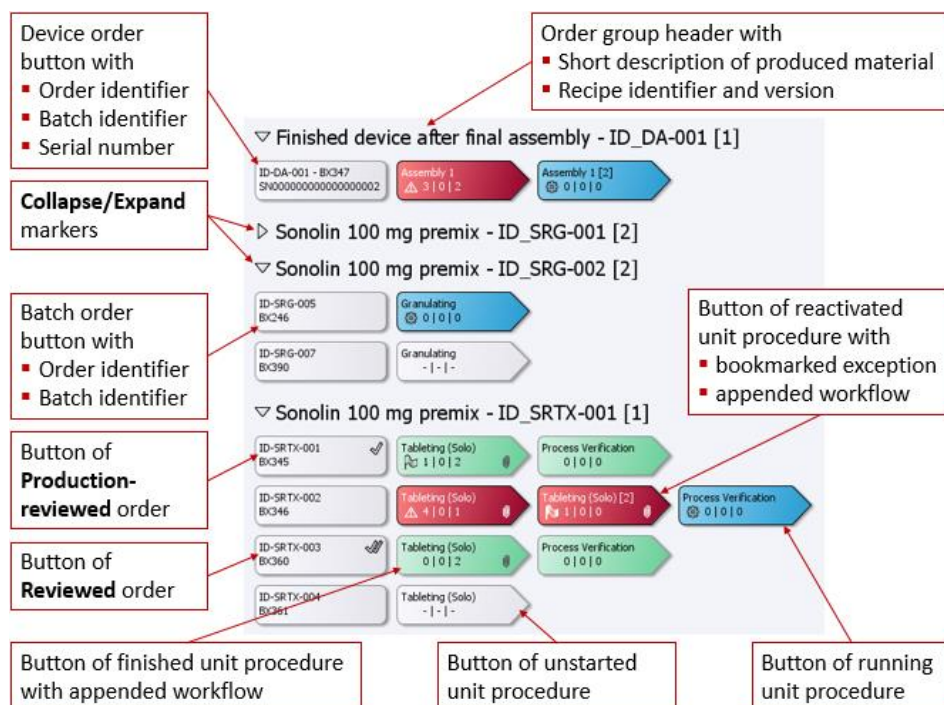 Device order
button with
▪ Order identifier
▪ Batch identifier
▪ Serial number
Order group header with
▪ Short description of produced material
▪ Recipe identifier and version
Collapse/Expand
markers
Batch order
button with
▪ Order identifier
▪ Batch identifier
Button of
Production-
reviewed order
Button of
Reviewed order
Finished device after final assembly - ID_DA-001 [1]
ID-DA-001 - BX347
SN000000000000000002
Assembly 1
3 | 0 | 2
Assembly 1 [2]
0 | 0 | 0
Sonolin 100 mg premix - ID_SRG-001 [2]
Sonolin 100 mg premix - ID_SRG-002 [2]
ID-SRG-005
BX246
Granulating
0 | 0 | 0
ID-SRG-007
BX390
Granulating
- | - | -
Sonolin 100 mg premix - ID_SRTX-001 [1]
ID-SRTX-001
BX345
Tableting (Solo)
1 | 0 | 2
Process Verification
0 | 0 | 0
ID-SRTX-002
BX346
Tableting (Solo)
4 | 0 | 1
Tableting (Solo) [2]
1 | 0 | 0
Process Verification
0 | 0 | 0
ID-SRTX-003
BX360
Tableting (Solo)
0 | 0 | 2
Process Verification
0 | 0 | 0
ID-SRTX-004
BX361
Tableting (Solo)
- | - | -
Button of reactivated
unit procedure with
▪ bookmarked exception
▪ appended workflow
Button of finished unit procedure
with appended workflow
Button of unstarted
unit procedure
Button of running
unit procedure